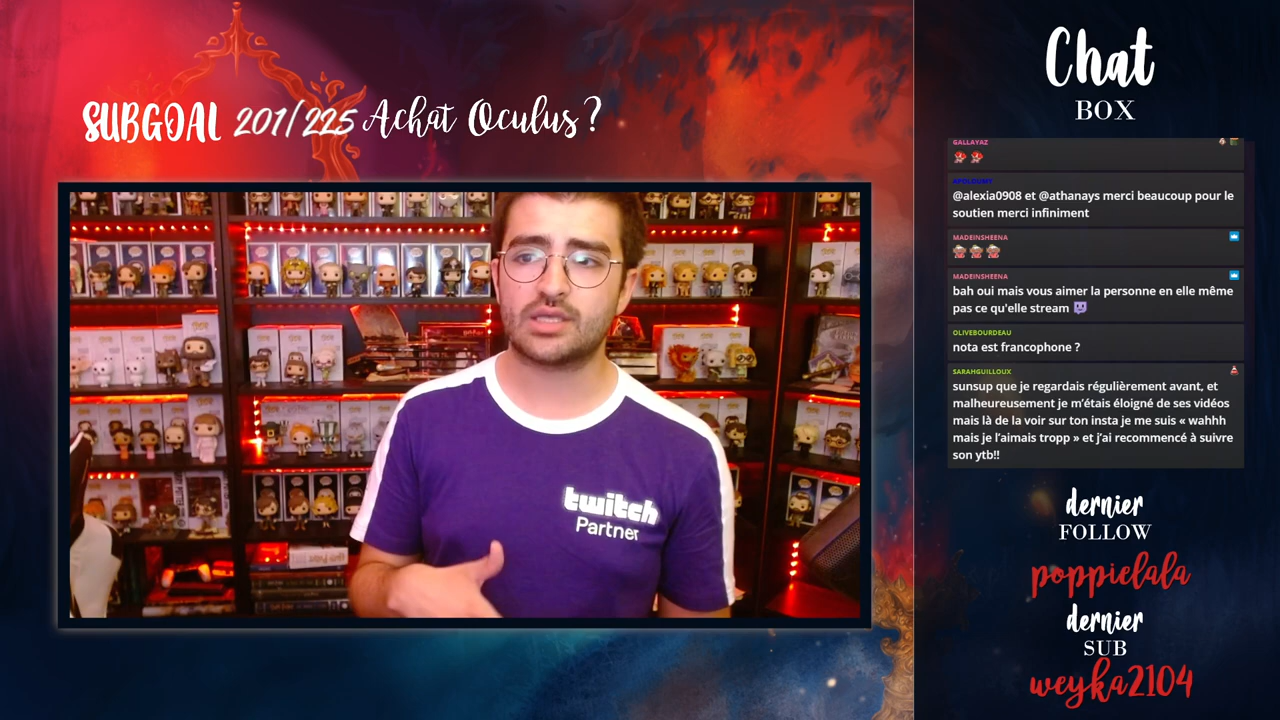 SUBGOAL 201/225 Achat Oculus?
twitch
Partner
Chat
BOX
GALLAYAZ
@alexia0908 et @athanays merci beaucoup pour le
soutien merci infiniment
MADEINSHEENA
MADEINSHEENA
bah oui mais vous aimer la personne en elle même
pas ce qu'elle stream
OLIVEBOURDEAU
nota est francophone ?
SARAHGUILLOUX
sunsup que je regardais régulièrement avant, et
malheureusement je m'étais éloigné de ses vidéos
mais là de la voir sur ton insta je me suis « wahhh
mais je l'aimais tropp » et j'ai recommencé à suivre
son ytb!!
dernier
FOLLOW
poppielala
dernier
SUB
weyka2104